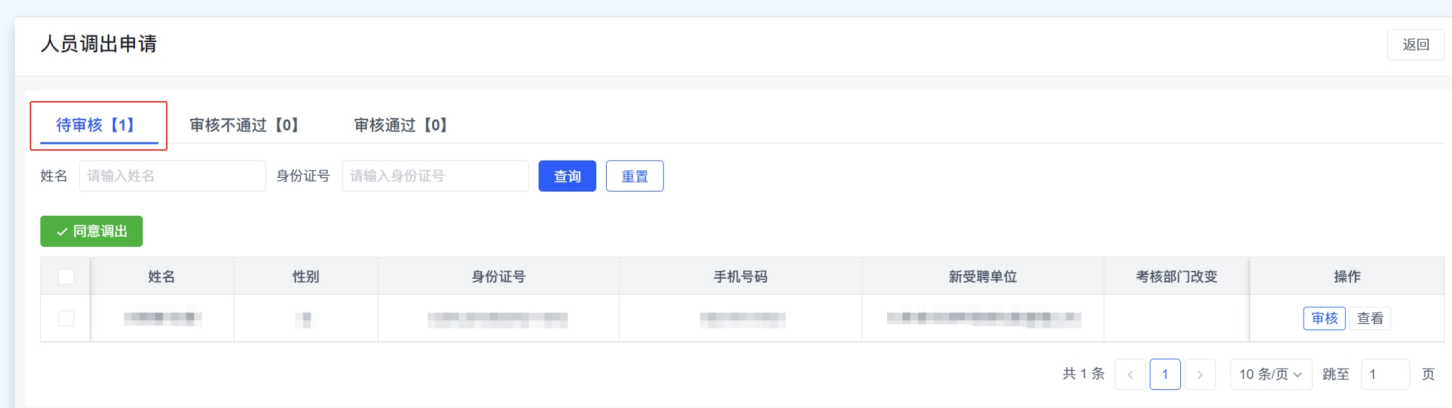 人员调出申请 返回
待审核【1】 审核不通过【0】 审核通过【0】
姓名 请输入姓名 身份证号 请输入身份证号 查询 重置
同意调出
姓名 性别 身份证号 手机号码 新受聘单位 考核部门改变 操作
审核 查看
共 1 条 1 10 条/页 跳至 1 页